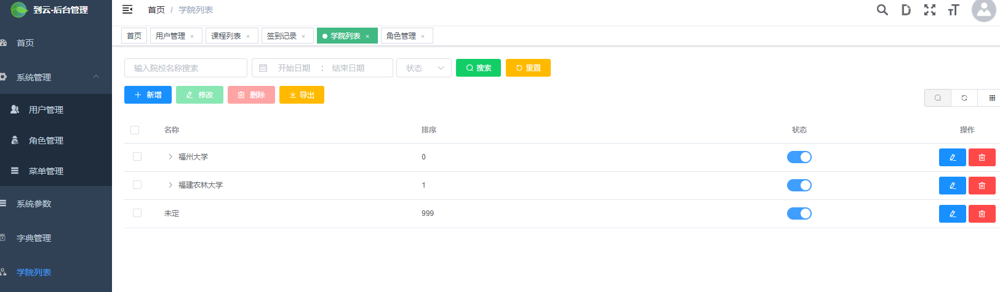 到云-后台管理
首页
系统管理
用户管理
角色管理
菜单管理
系统参数
字典管理
学院列表
首页 / 学院列表
首页 用户管理 × 课程列表 × 签到记录 × 学院列表 × 角色管理 ×
输入院校名称搜索 开始日期 : 结束日期 状态 搜索 重置
新增 修改 删除 导出
名称 排序 状态 操作
福州大学 0
福建农林大学 1
未定 999